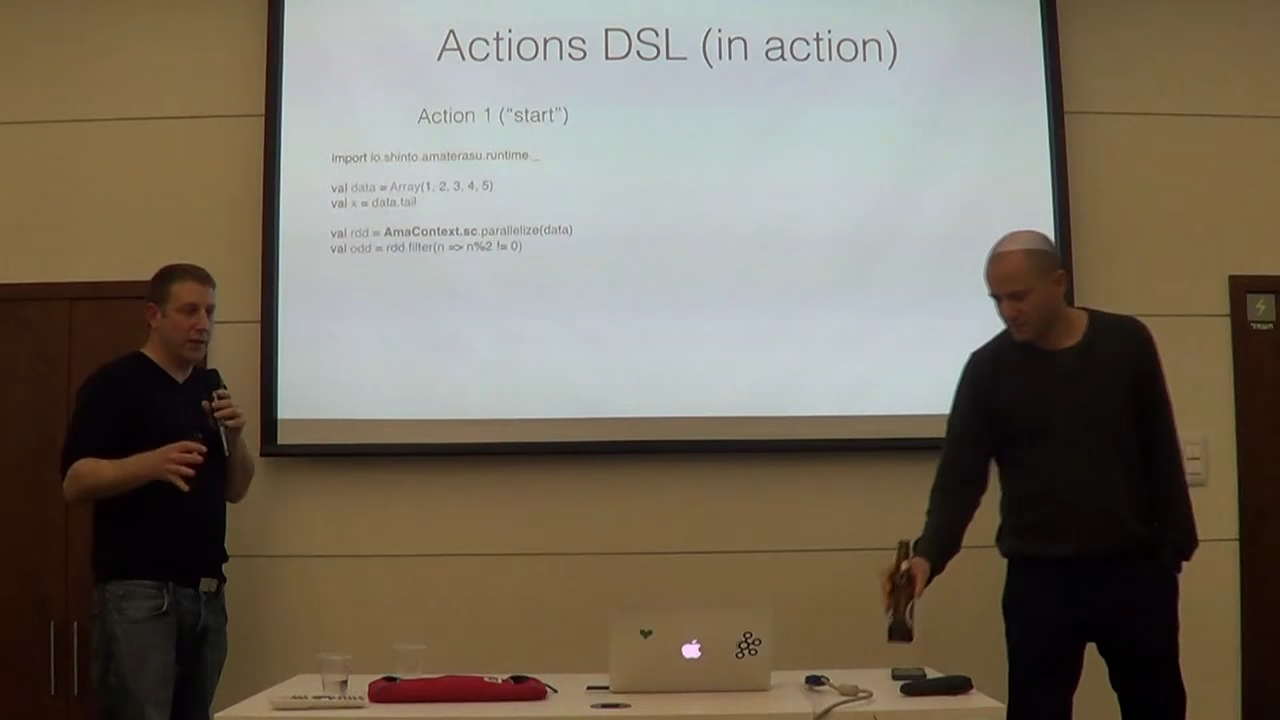 Actions DSL (in action)
Action 1 ("start")
import io.shinto.amaterasu.runtime._
val data = Array(1, 2, 3, 4, 5)
val x = data.tail
val rdd = AmaContext.sc.parallelize(data)
val odd = rdd.filter(n => n%2 != 0)
חשמל